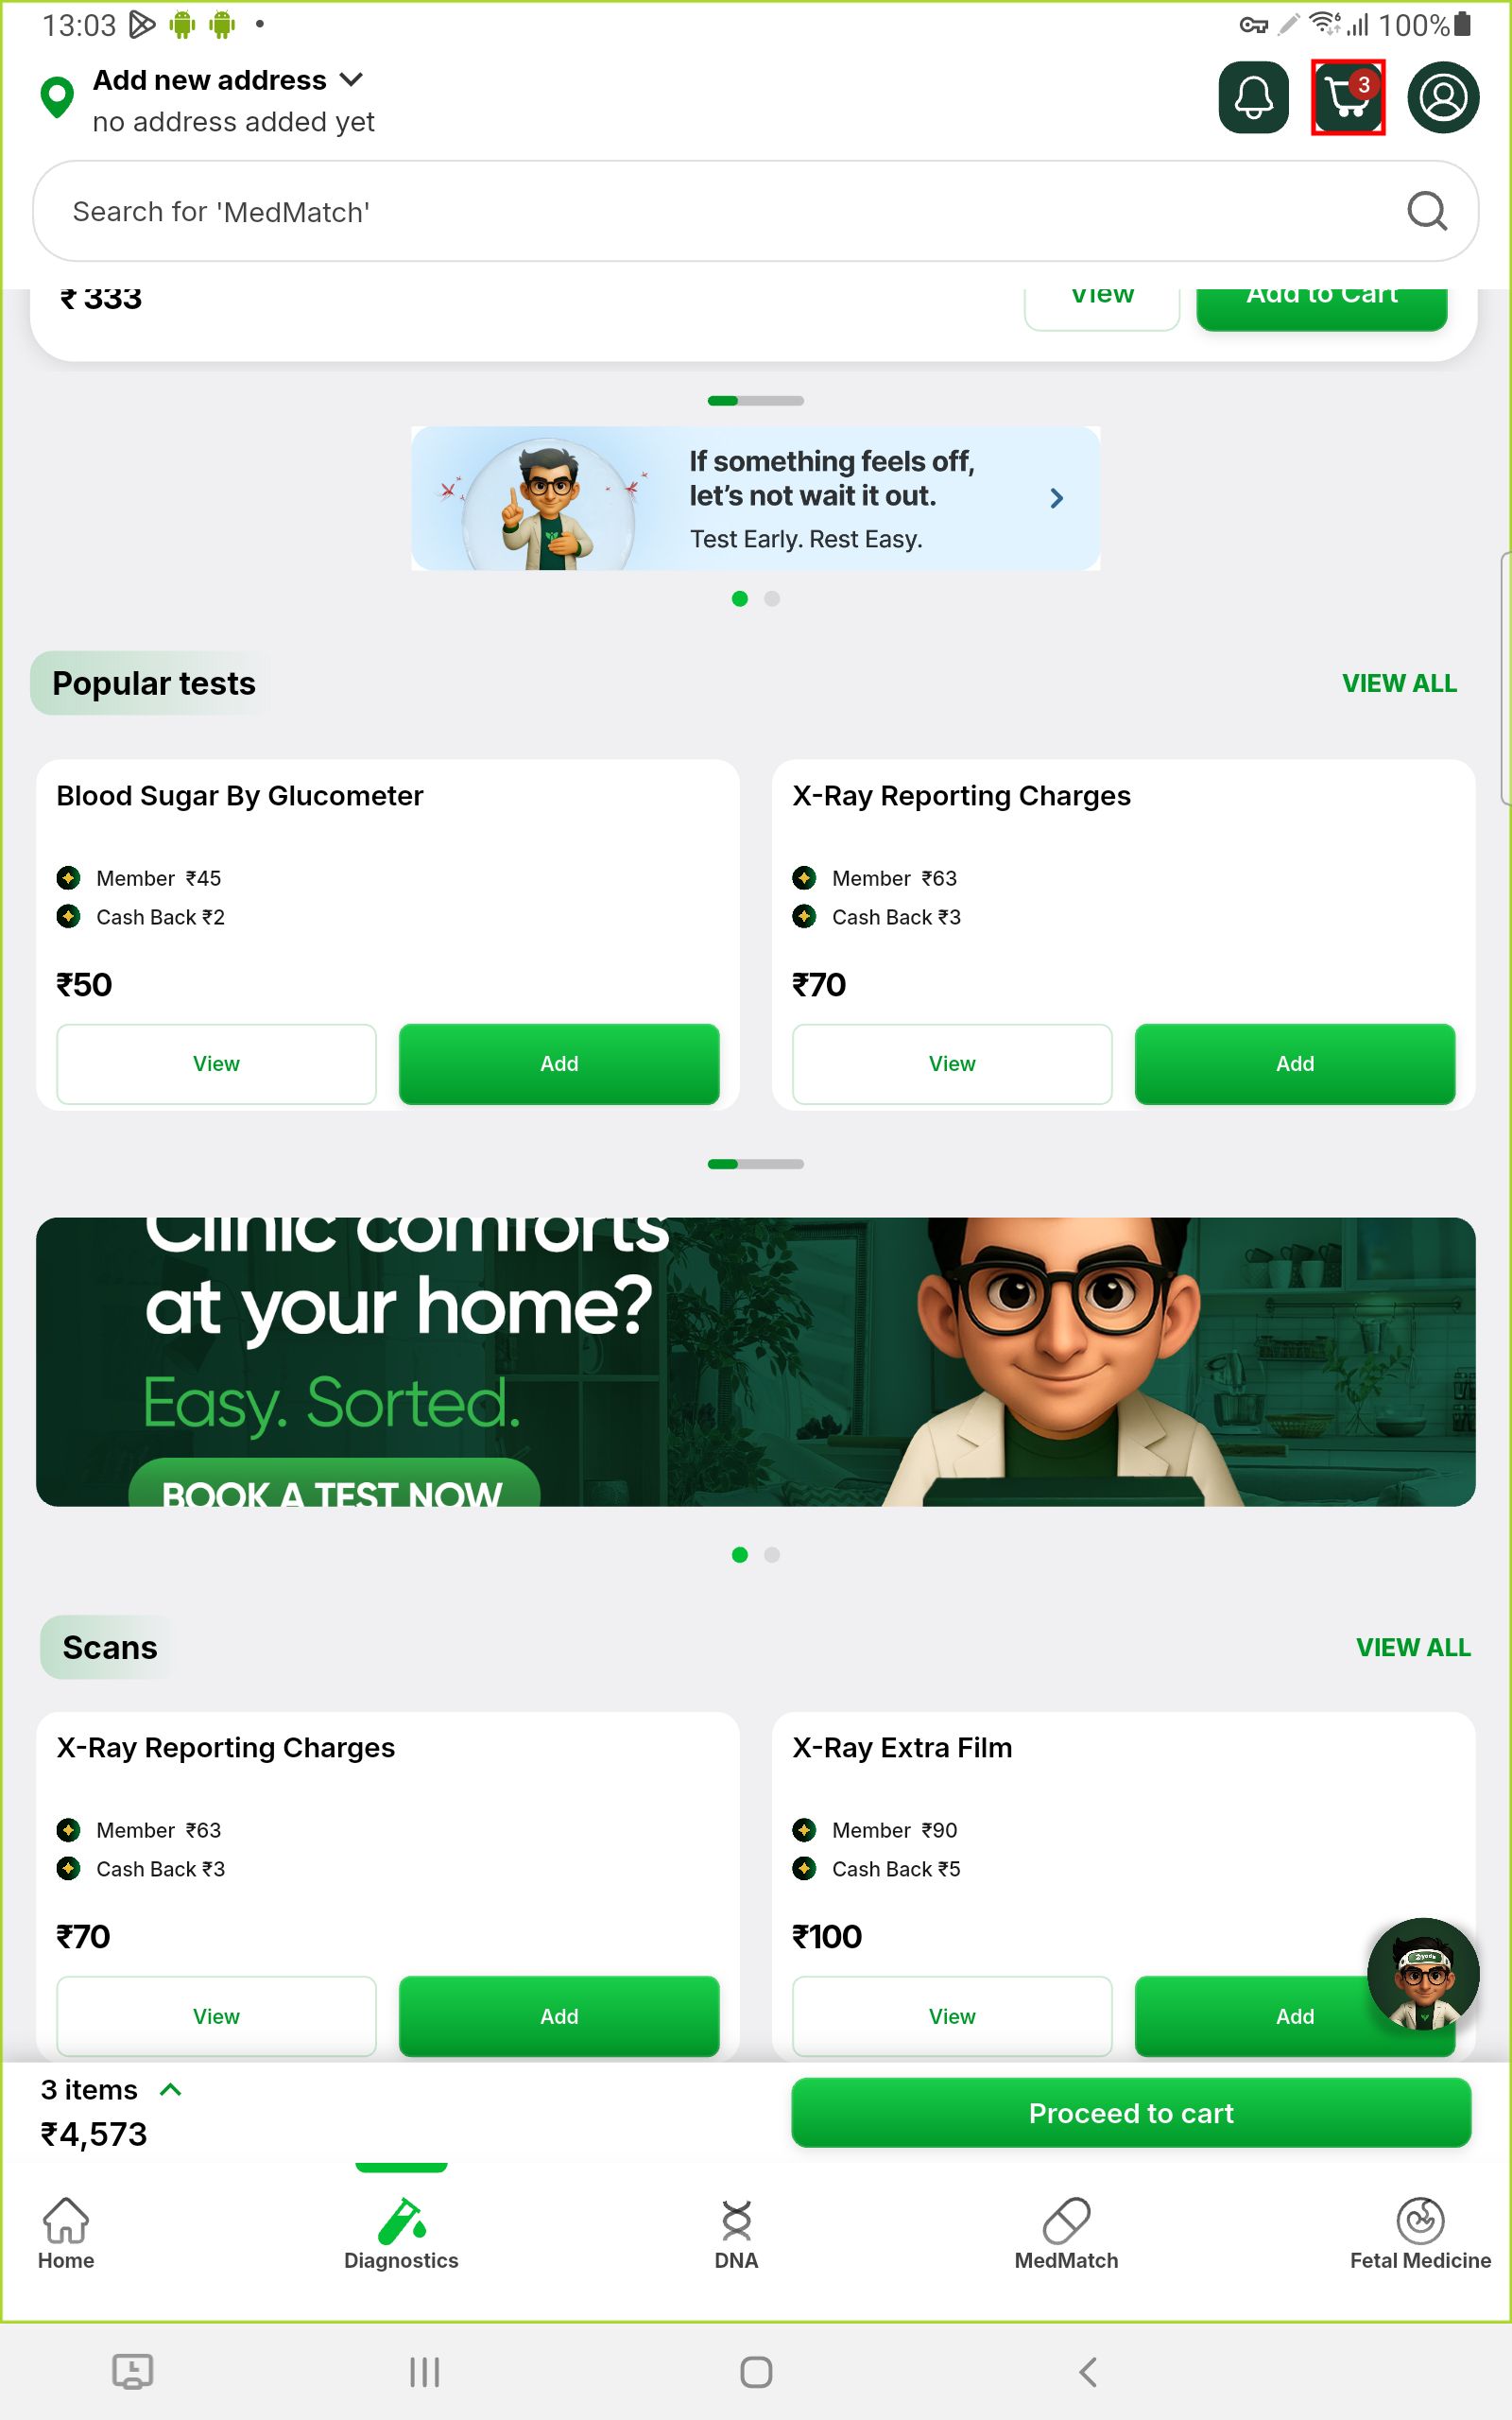 13:03
100%
Add new address
no address added yet
3
Search for 'MedMatch'
₹ 333
View
Add to Cart
If something feels off,
let's not wait it out.
Test Early. Rest Easy.
Popular tests
VIEW ALL
Blood Sugar By Glucometer
Member ₹45
Cash Back ₹2
₹50
View
Add
X-Ray Reporting Charges
Member ₹63
Cash Back ₹3
₹70
View
Add
Clinic comforts
at your home?
Easy. Sorted.
BOOK A TEST NOW
Scans
VIEW ALL
X-Ray Reporting Charges
Member ₹63
Cash Back ₹3
₹70
View
Add
X-Ray Extra Film
Member ₹90
Cash Back ₹5
₹100
View
Add
3 items
₹4,573
Proceed to cart
Home
Diagnostics
DNA
MedMatch
Fetal Medicine